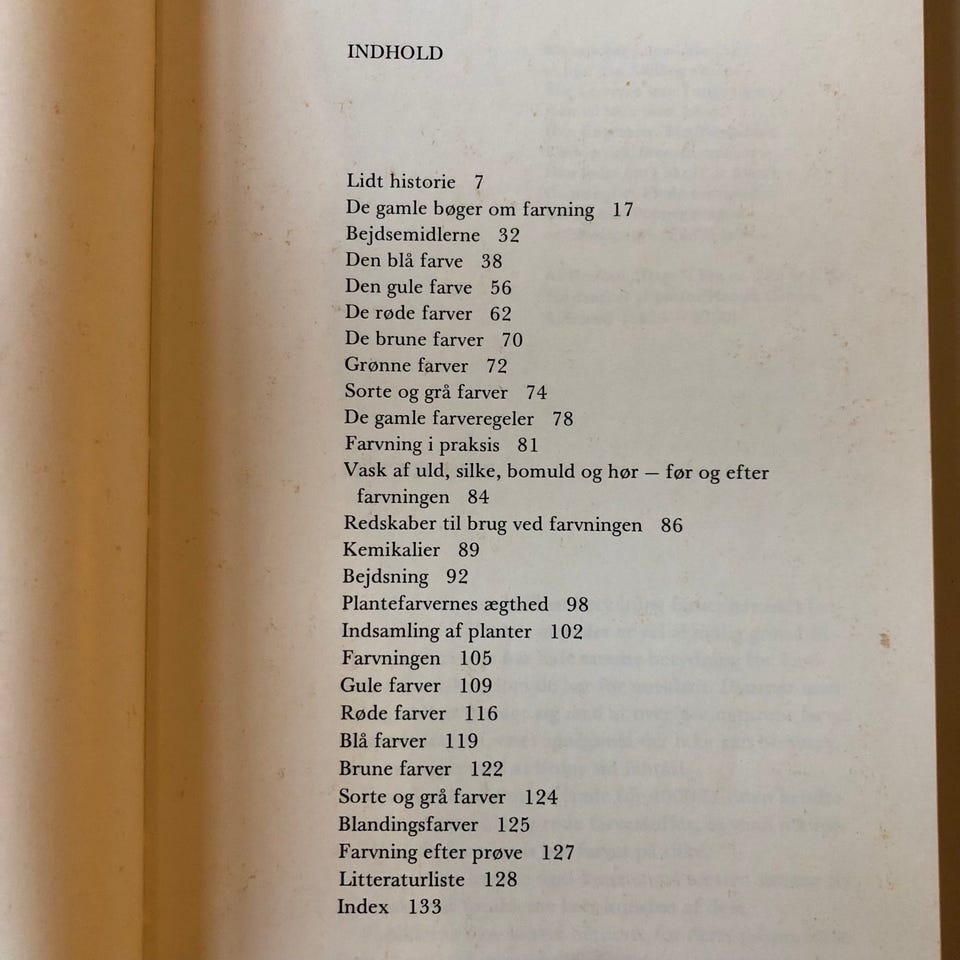 INDHOLD
Lidt historie 7
De gamle bøger om farvning 17
Bejdsemidlerne 32
Den blå farve 38
Den gule farve 56
De røde farver 62
De brune farver 70
Grønne farver 72
Sorte og grå farver 74
De gamle farveregeler 78
Farvning i praksis 81
Vask af uld, silke, bomuld og hør – før og efter
farvningen 84
Redskaber til brug ved farvningen 86
Kemikalier 89
Bejdsning 92
Plantefarvernes ægthed 98
Indsamling af planter 102
Farvningen 105
Gule farver 109
Røde farver 116
Blå farver 119
Brune farver 122
Sorte og grå farver 124
Blandingsfarver 125
Farvning efter prøve 127
Litteraturliste 128
Index 133